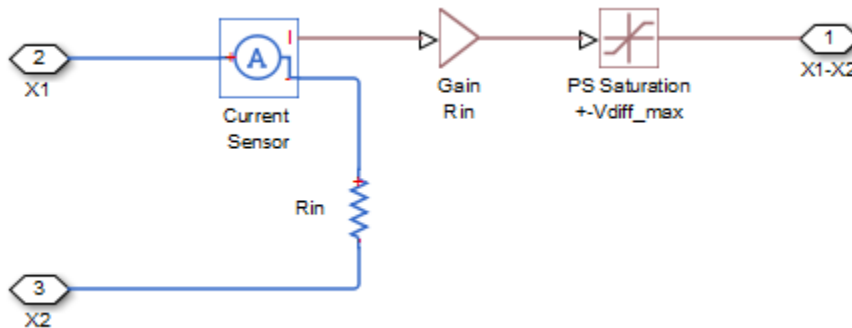 2
X1
A
I
Current
Sensor
Gain
Rin
PS Saturation
+-Vdiff_max
1
X1-X2
Rin
3
X2